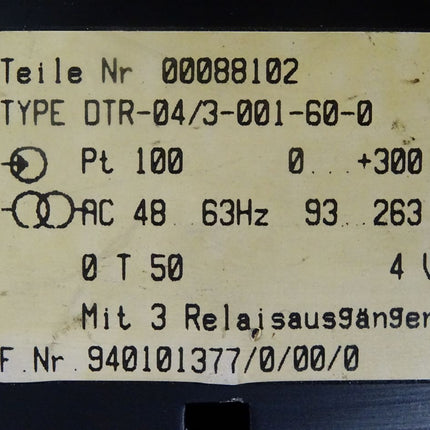 Teile Nr 00088102
TYPE DTR-04/3-001-60-0
Pt 100 0...+300
AC 48...63Hz 93...263
0 T 50 4 V
Mit 3 Relaisausgängen
F.Nr.940101377/0/00/0